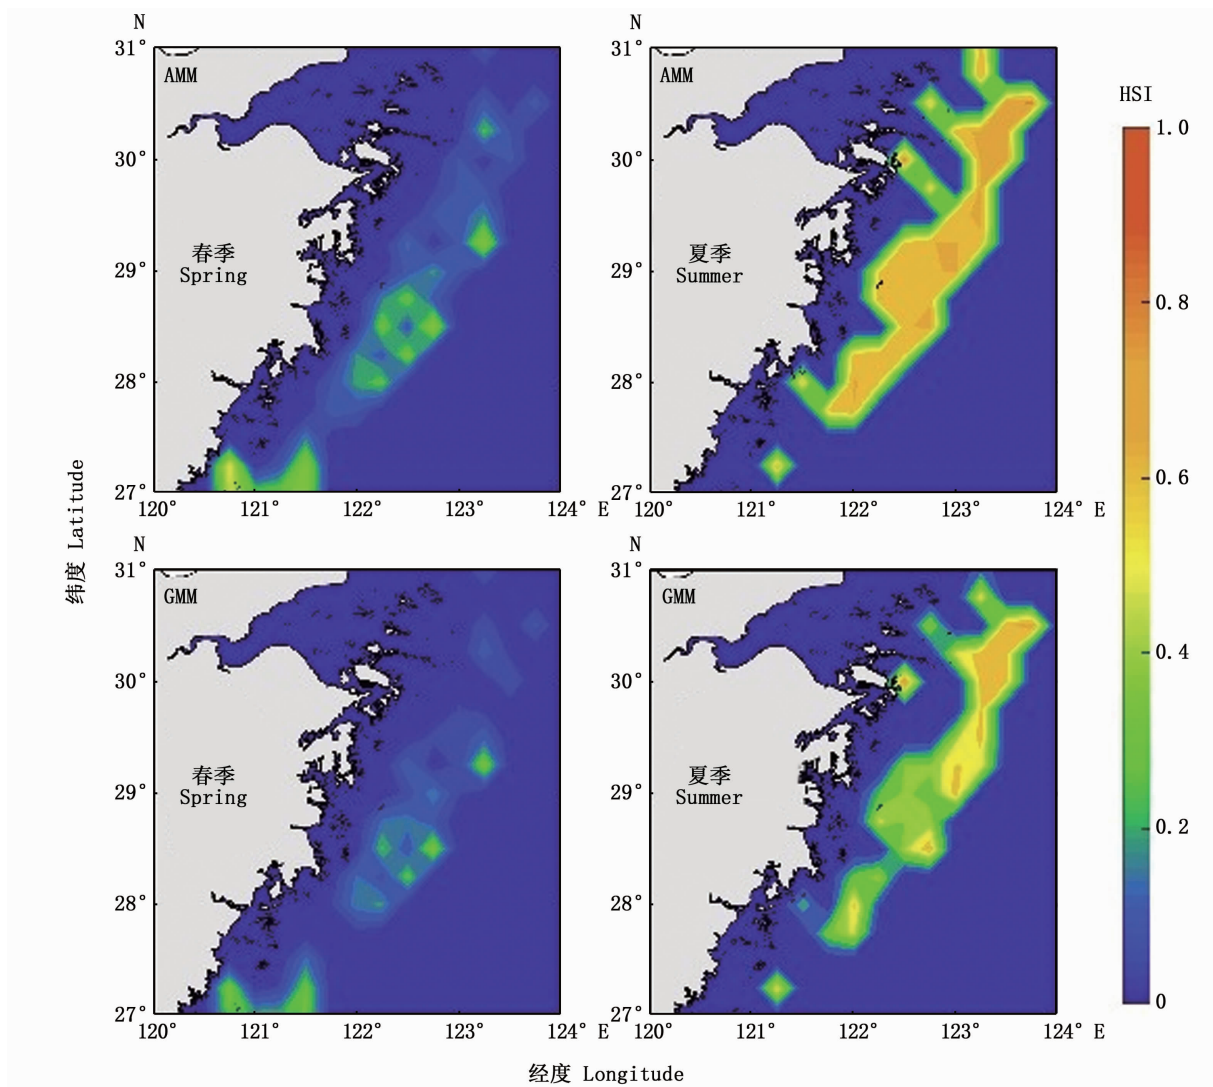 N
31°
AMM
30°
春季
Spring
29°
28°
27°
120°
121°
122°
123°
124° E
N
31°
AMM
30°
夏季
Summer
29°
28°
27°
120°
121°
122°
123°
124° E
HSI
1.0
0.8
0.6
0.4
0.2
0
纬度 Latitude
N
31°
GMM
30°
春季
Spring
29°
28°
27°
120°
121°
122°
123°
124° E
N
31°
GMM
30°
夏季
Summer
29°
28°
27°
120°
121°
122°
123°
124° E
经度 Longitude